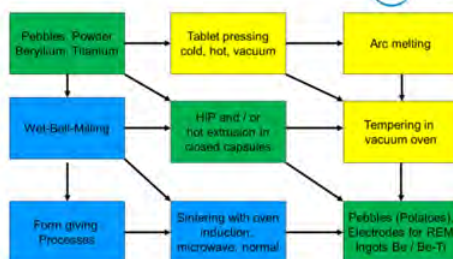 Pebbles, Powder
Beryllium, Titanium
Tablet pressing
cold, hot, vacuum
Arc melting
Wet-Ball-Milling
HIP and / or
hot extrusion in
closed capsules
Tempering in
vacuum oven
Form giving
Processes
Sintering with oven
induction,
microwave, normal
Pebbles (Potatoes),
Electrodes for REM
Ingots Be / Be-Ti